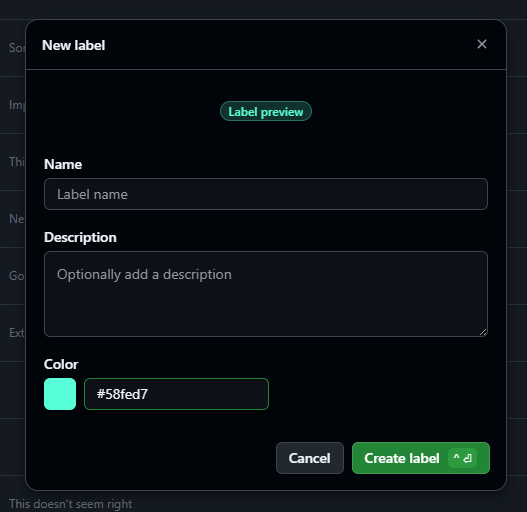 New label
Label preview
Name
Label name
Description
Optionally add a description
Color
#58fed7
Cancel
Create label ^ ⏎
Imp
Thi
Ne
Go
Ext
This doesn't seem right